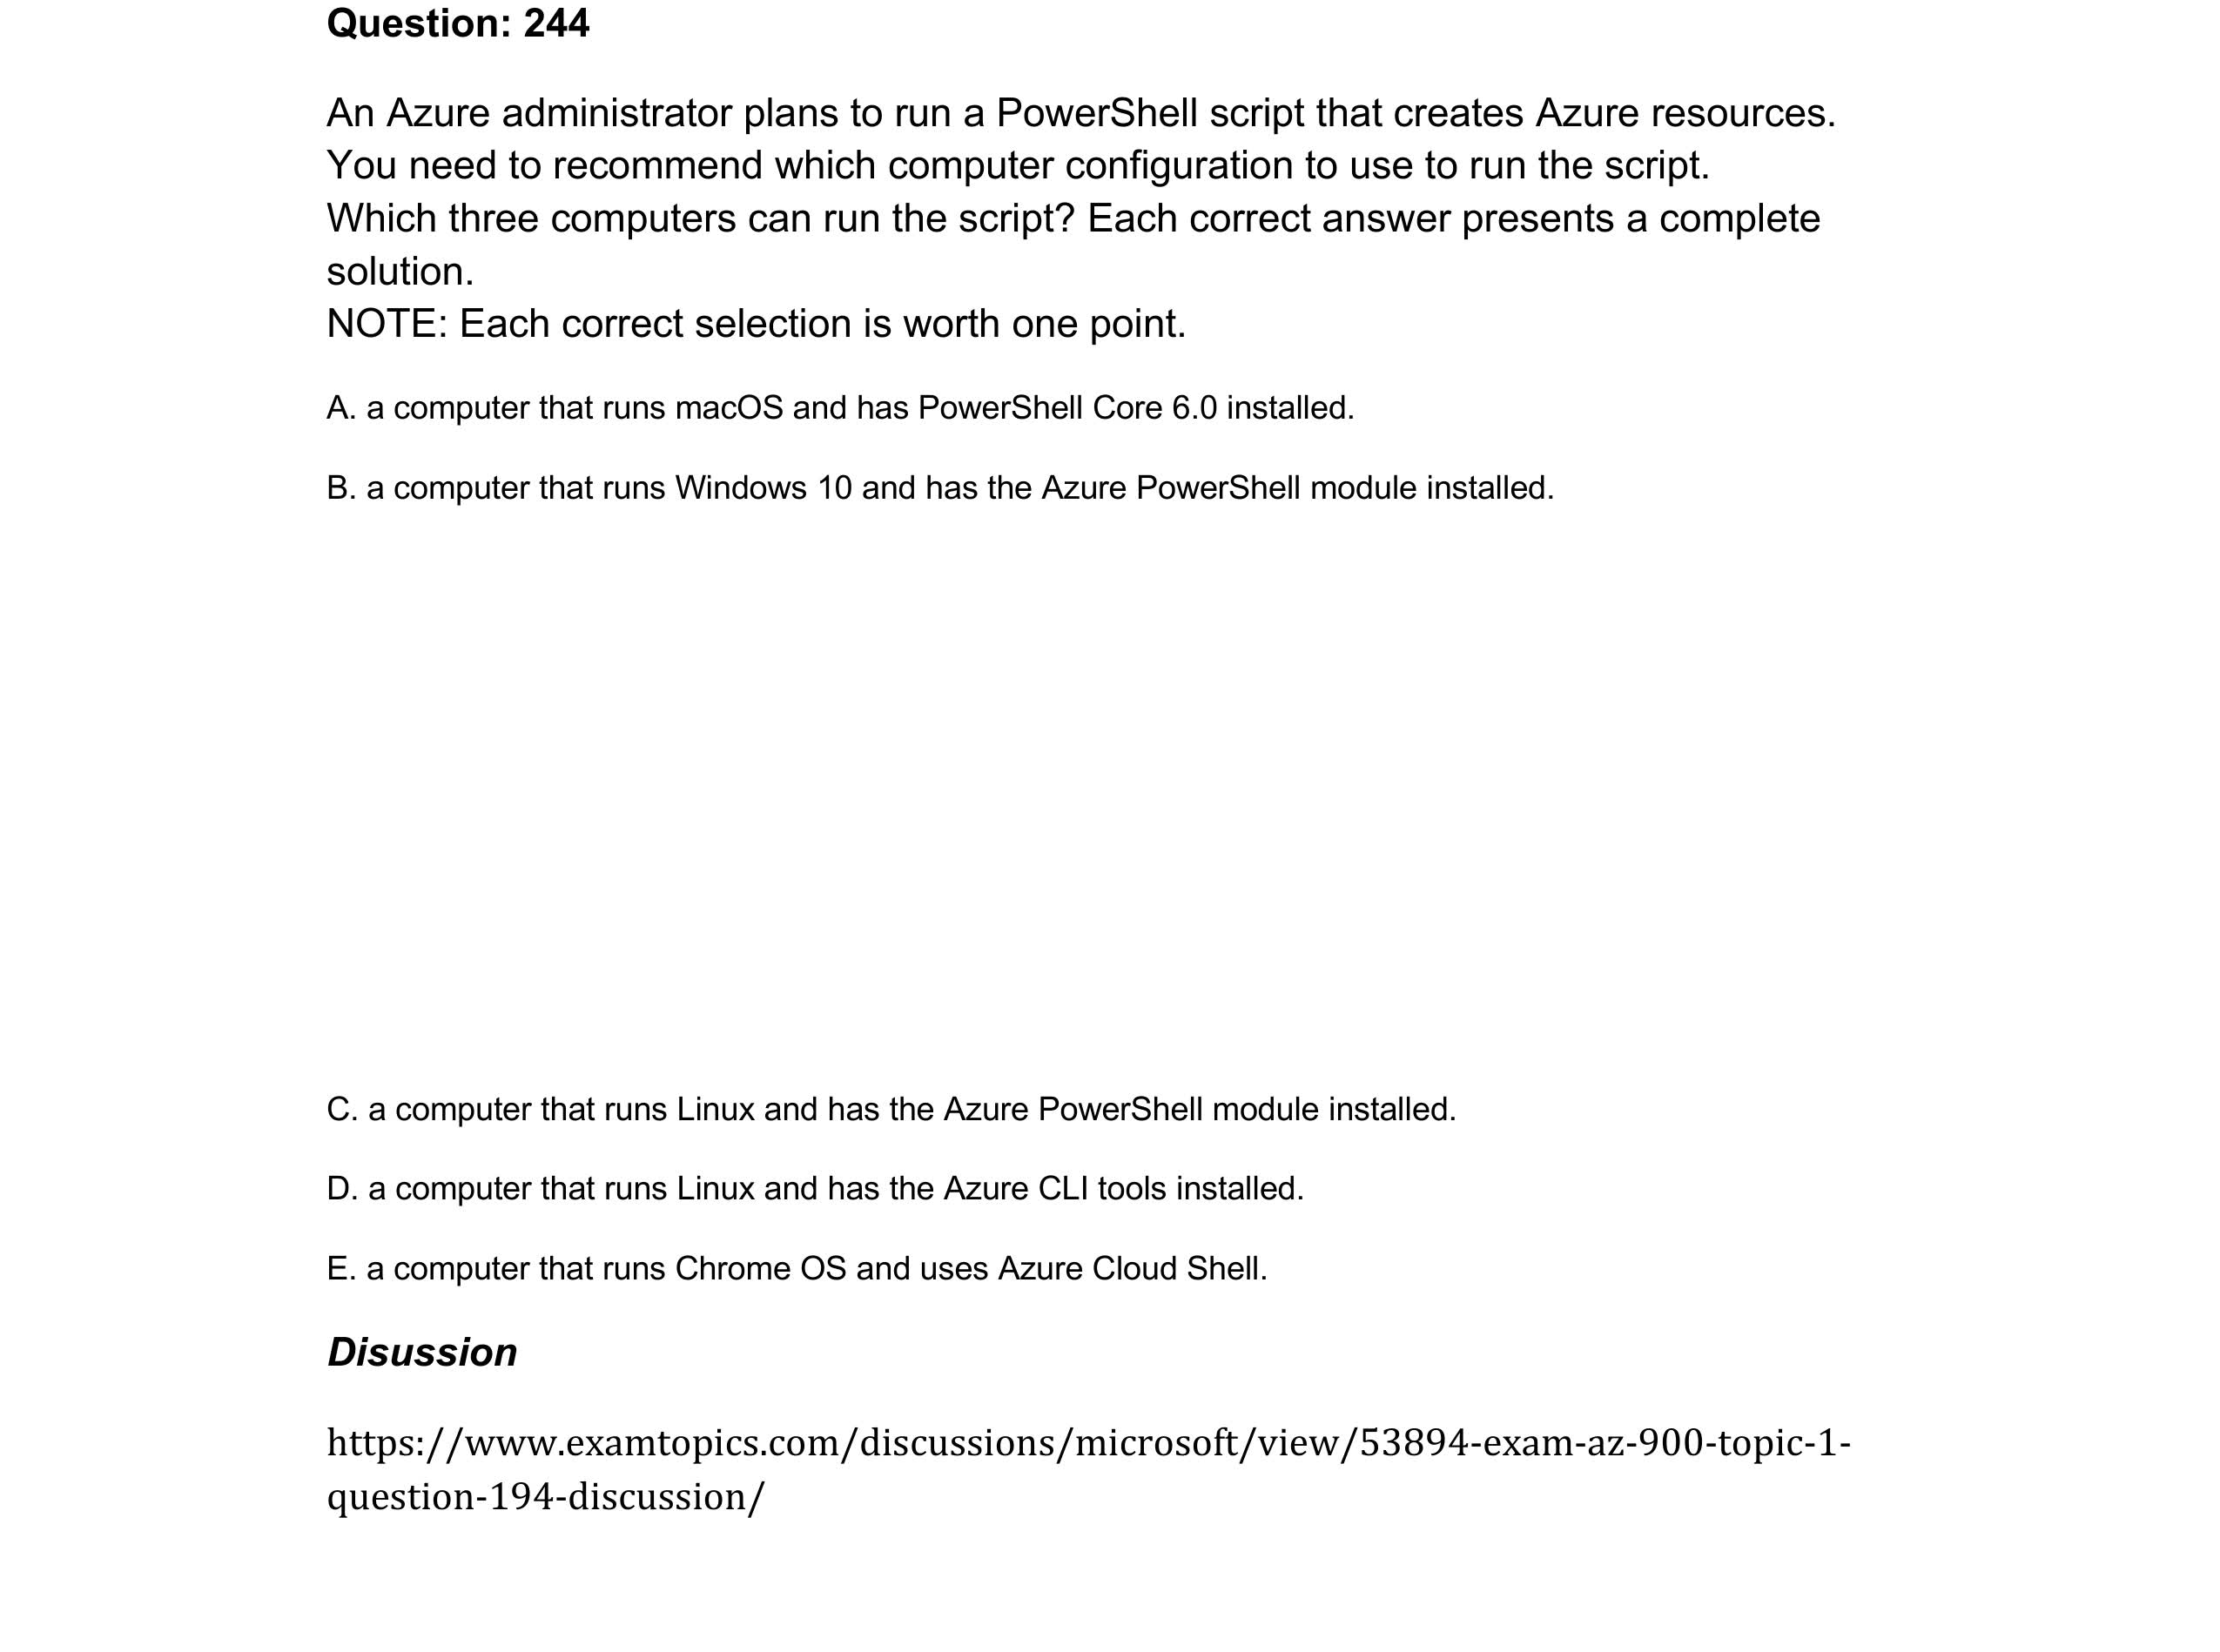 Question: 244
An Azure administrator plans to run a PowerShell script that creates Azure resources.
You need to recommend which computer configuration to use to run the script.
Which three computers can run the script? Each correct answer presents a complete
solution.
NOTE: Each correct selection is worth one point.
A. a computer that runs macOS and has PowerShell Core 6.0 installed.
B. a computer that runs Windows 10 and has the Azure PowerShell module installed.
C. a computer that runs Linux and has the Azure PowerShell module installed.
D. a computer that runs Linux and has the Azure CLI tools installed.
E. a computer that runs Chrome OS and uses Azure Cloud Shell.
Disussion
https://www.examtopics.com/discussions/microsoft/view/53894-exam-az-900-topic-1-
question-194-discussion/